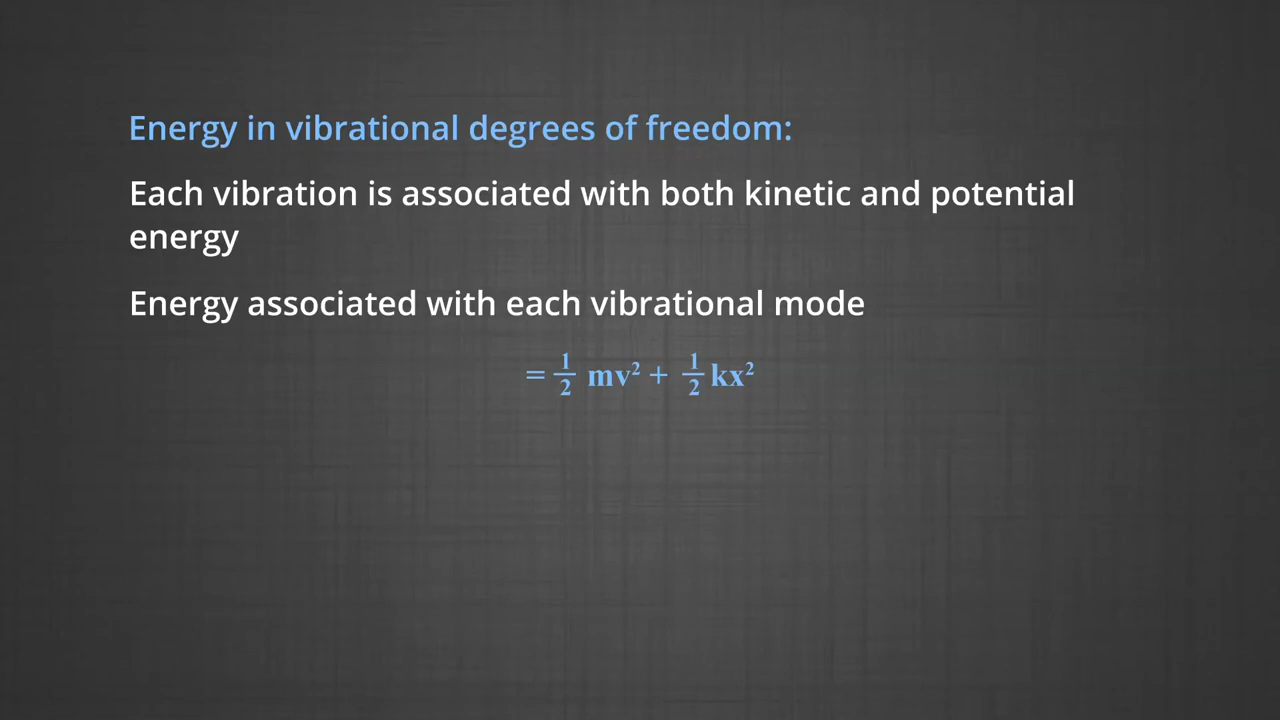 Energy in vibrational degrees of freedom:
Each vibration is associated with both kinetic and potential
energy
Energy associated with each vibrational mode
= 1/2 mv² + 1/2 kx²